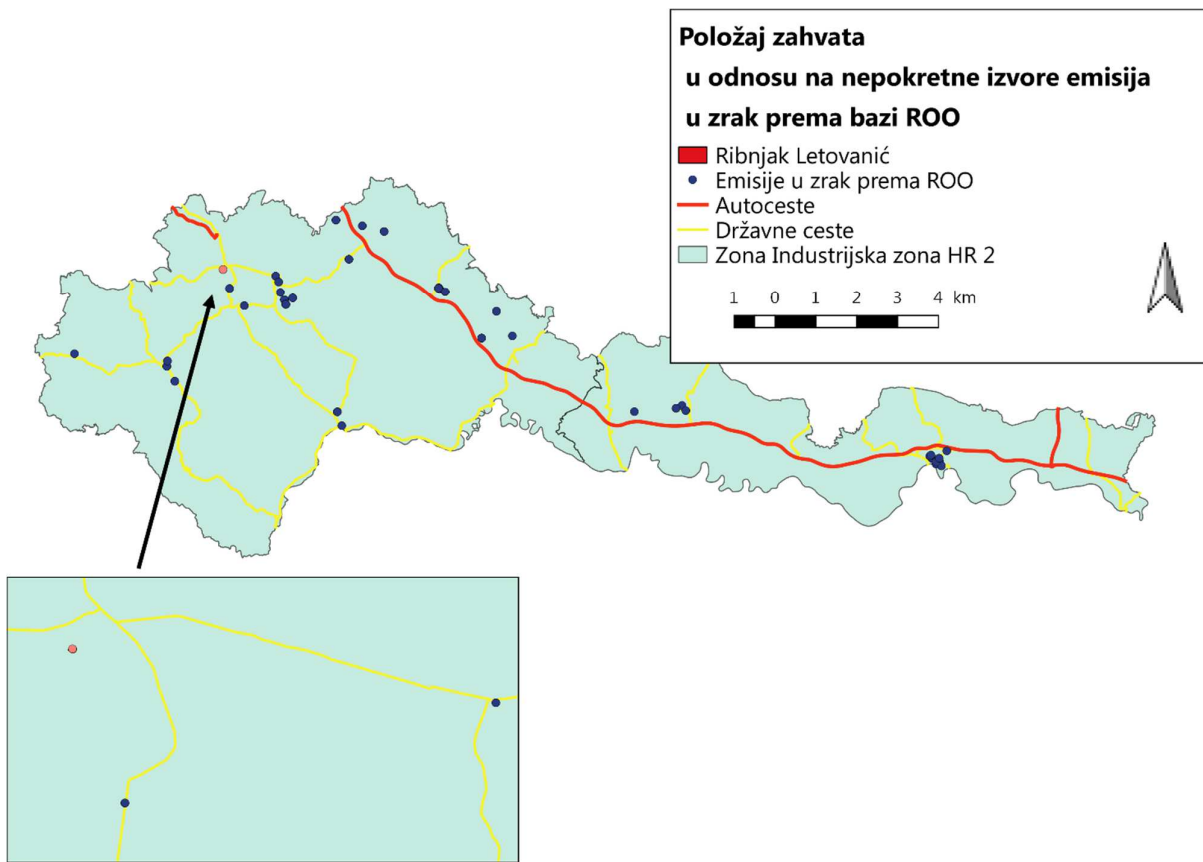 Položaj zahvata
u odnosu na nepokretne izvore emisija
u zrak prema bazi ROO
Ribnjak Letovanić
Emisije u zrak prema ROO
Autoceste
Državne ceste
Zona Industrijska zona HR 2
1 0 1 2 3 4 km